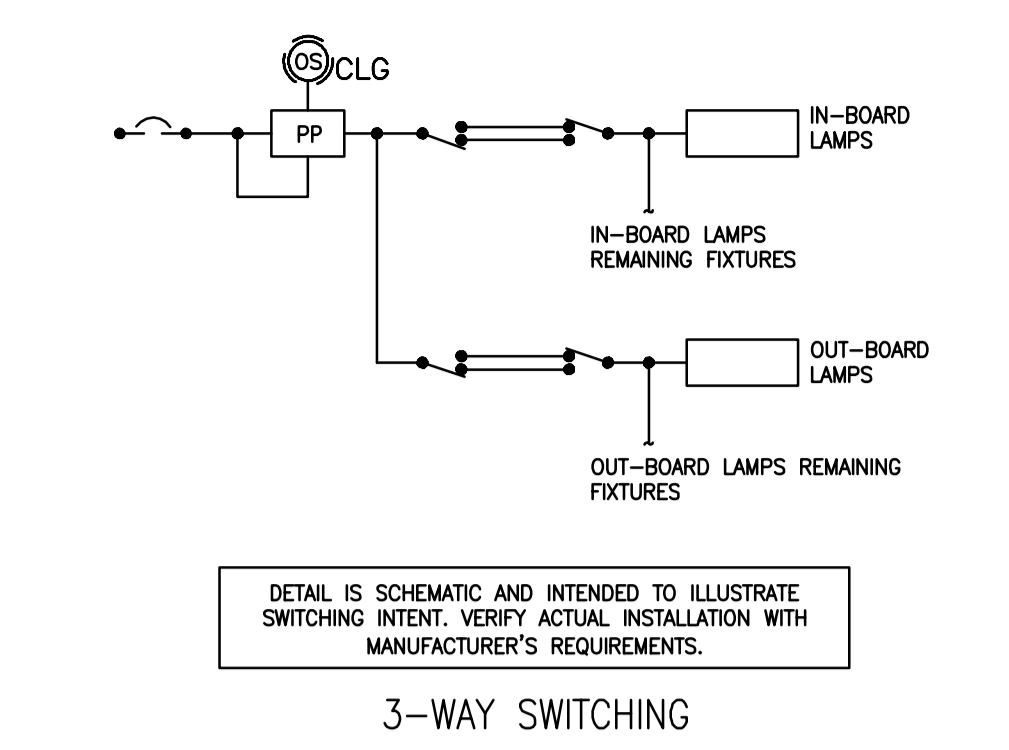 OS CLG
PP
IN-BOARD
LAMPS
IN-BOARD LAMPS
REMAINING FIXTURES
OUT-BOARD
LAMPS
OUT-BOARD LAMPS REMAINING
FIXTURES
DETAIL IS SCHEMATIC AND INTENDED TO ILLUSTRATE
SWITCHING INTENT. VERIFY ACTUAL INSTALLATION WITH
MANUFACTURER'S REQUIREMENTS.
3-WAY SWITCHING